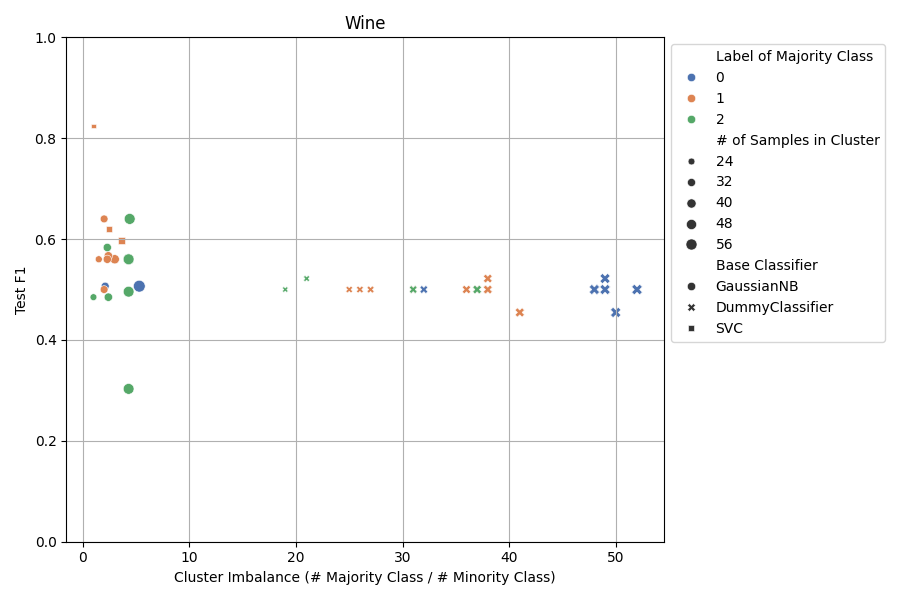 Wine
1.0
0.8
0.6
0.4
0.2
0.0
Test F1
0
10
20
30
40
50
Cluster Imbalance (# Majority Class / # Minority Class)
Label of Majority Class
0
1
2
# of Samples in Cluster
24
32
40
48
56
Base Classifier
GaussianNB
DummyClassifier
SVC